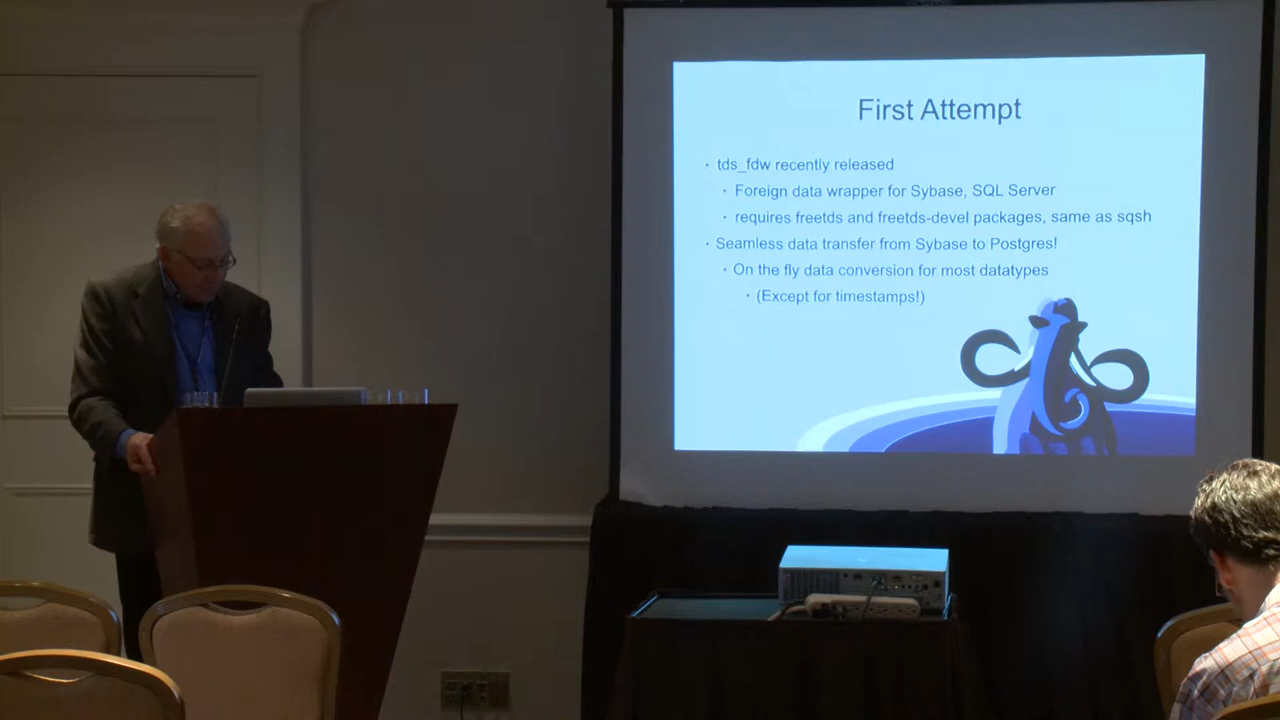 First Attempt
· tds_fdw recently released
· Foreign data wrapper for Sybase, SQL Server
· requires freetds and freetds-devel packages, same as sqsh
· Seamless data transfer from Sybase to Postgres!
· On the fly data conversion for most datatypes
· (Except for timestamps!)